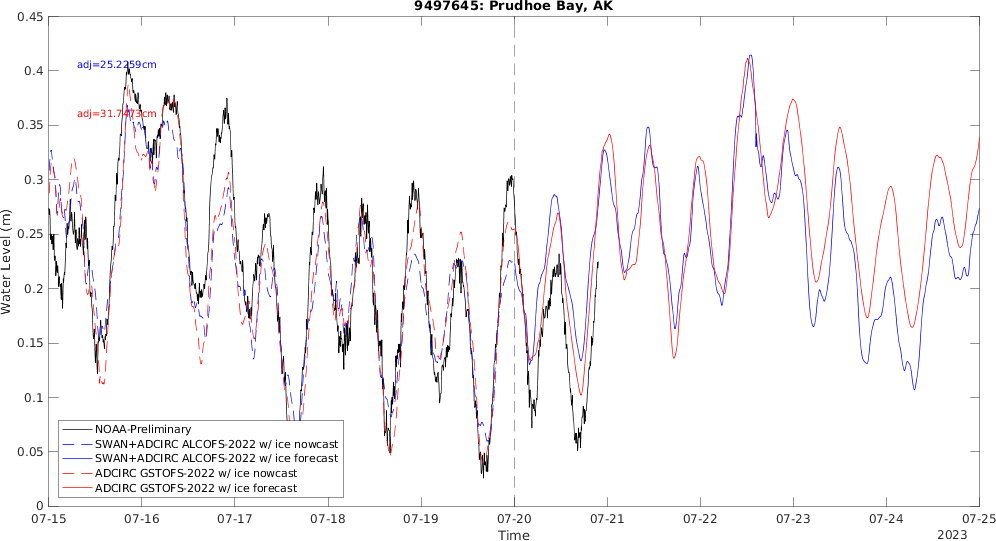 9497645: Prudhoe Bay, AK
0.45
0.4
0.35
0.3
0.25
0.2
0.15
0.1
0.05
0
Water Level (m)
adj=25.2259cm
adj=31.7473cm
NOAA-Preliminary
SWAN+ADCIRC ALCOFS-2022 w/ ice nowcast
SWAN+ADCIRC ALCOFS-2022 w/ ice forecast
ADCIRC GSTOFS-2022 w/ ice nowcast
ADCIRC GSTOFS-2022 w/ ice forecast
07-15 07-16 07-17 07-18 07-19 07-20 07-21 07-22 07-23 07-24 07-25
Time
2023